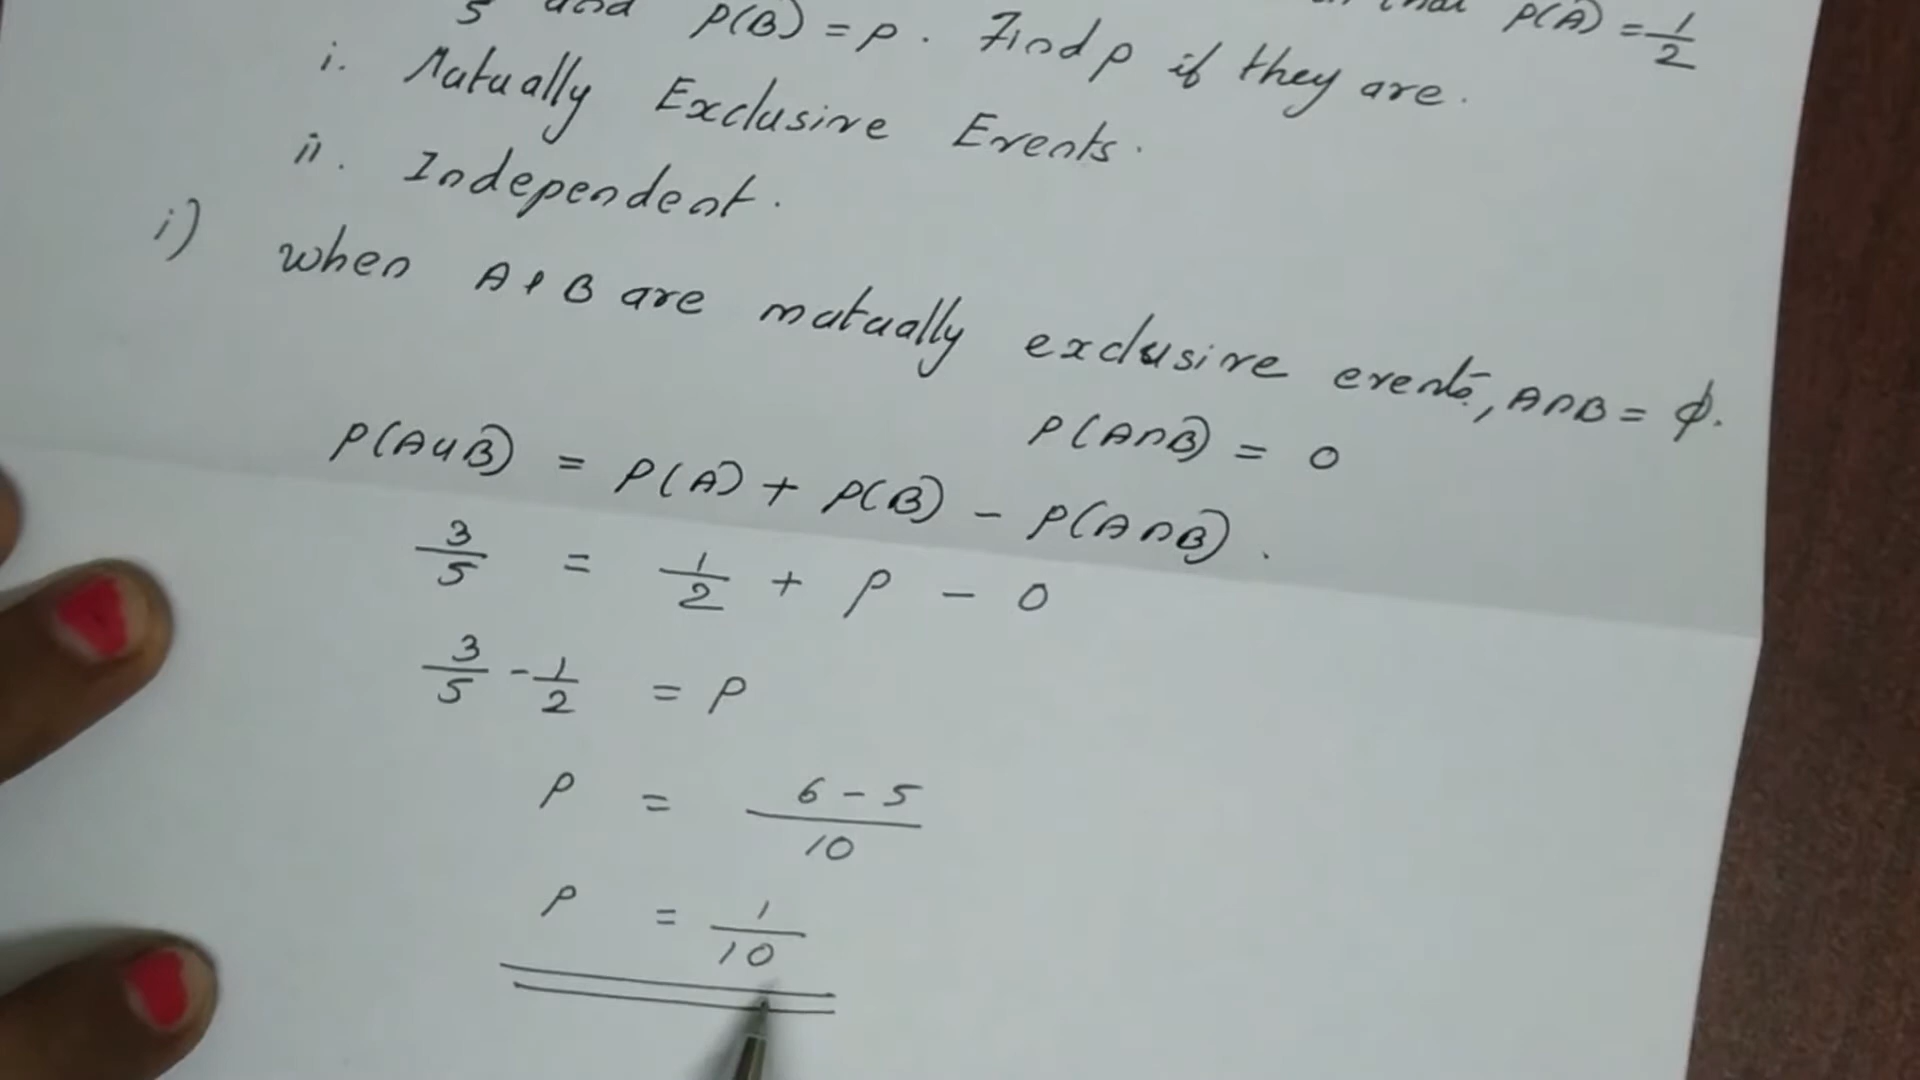 5 and P(B) = p. Find p if they are.
that P(A) = 1/2
i. Mutually Exclusive Events.
ii. Independent.
i) when A & B are mutually exclusive events, A∩B = ϕ.
P(A∩B) = 0
P(A∪B) = P(A) + P(B) - P(A∩B).
3/5 = 1/2 + p - 0
3/5 - 1/2 = p
p = 6-5/10
p = 1/10